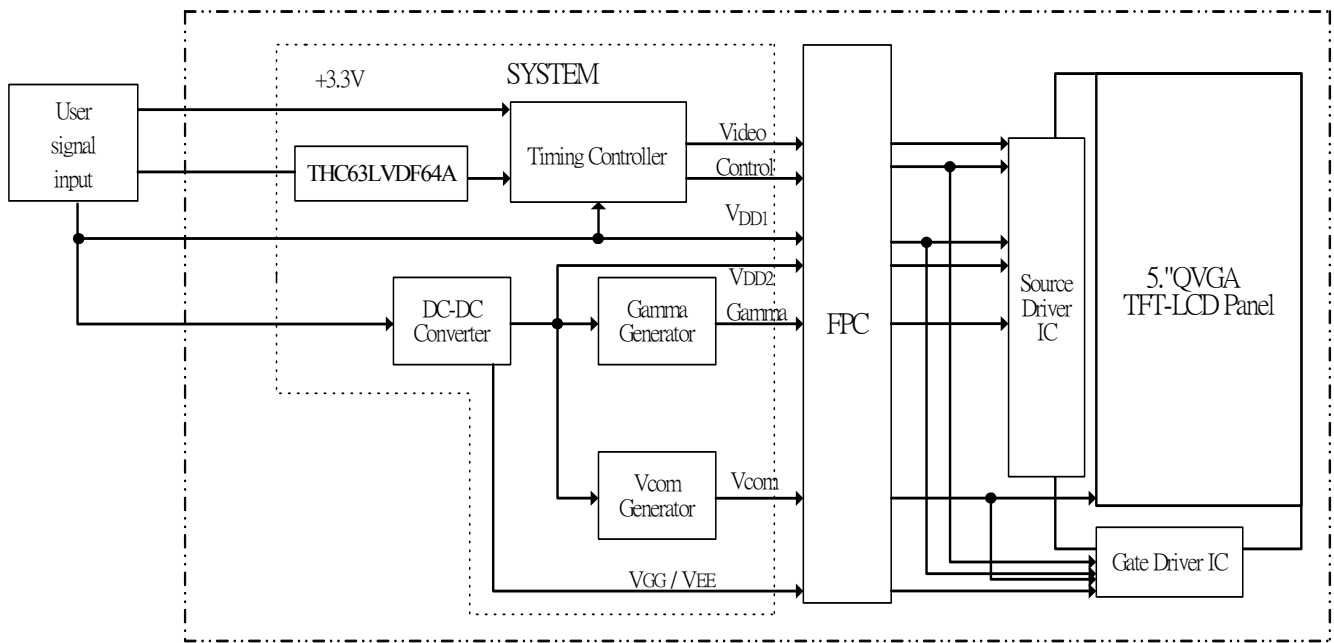 +3.3V
SYSTEM
User
signal
input
THC63LVDF64A
Timing Controller
Video
Control
VDD1
VDD2
DC-DC
Converter
Gamma
Generator
Gamma
FPC
Source
Driver
IC
5."QVGA
TFT-LCD Panel
Vcom
Generator
Vcom
VGG / VEE
Gate Driver IC